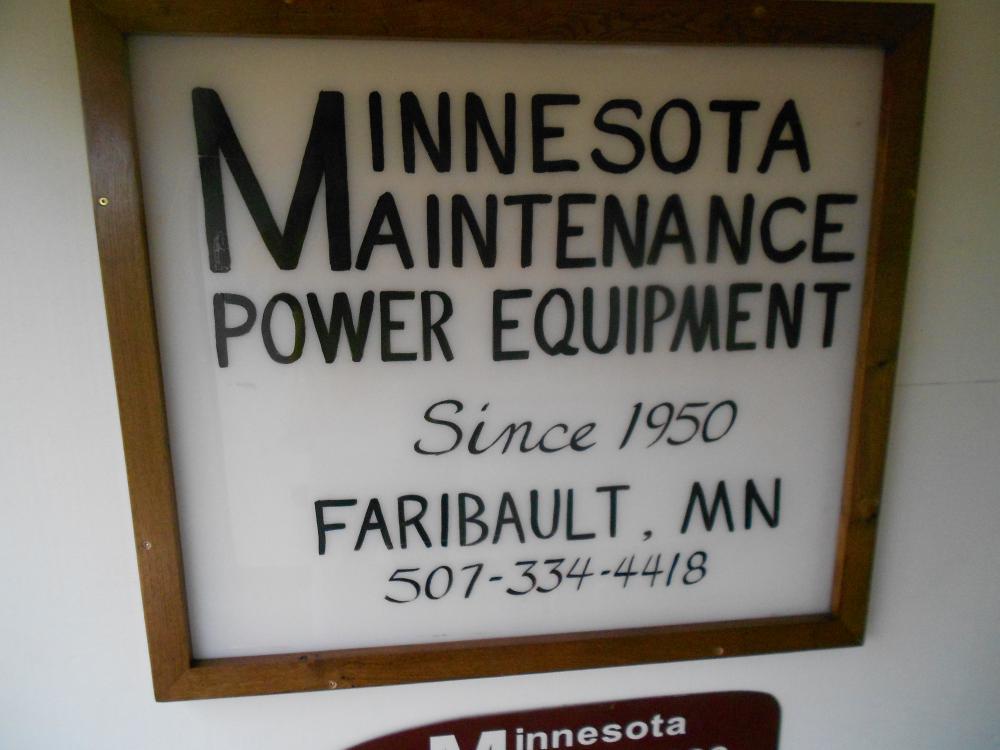 MINNESOTA
MAINTENANCE
POWER EQUIPMENT
Since 1950
FARIBAULT, MN
507-334-4418
Minnesota